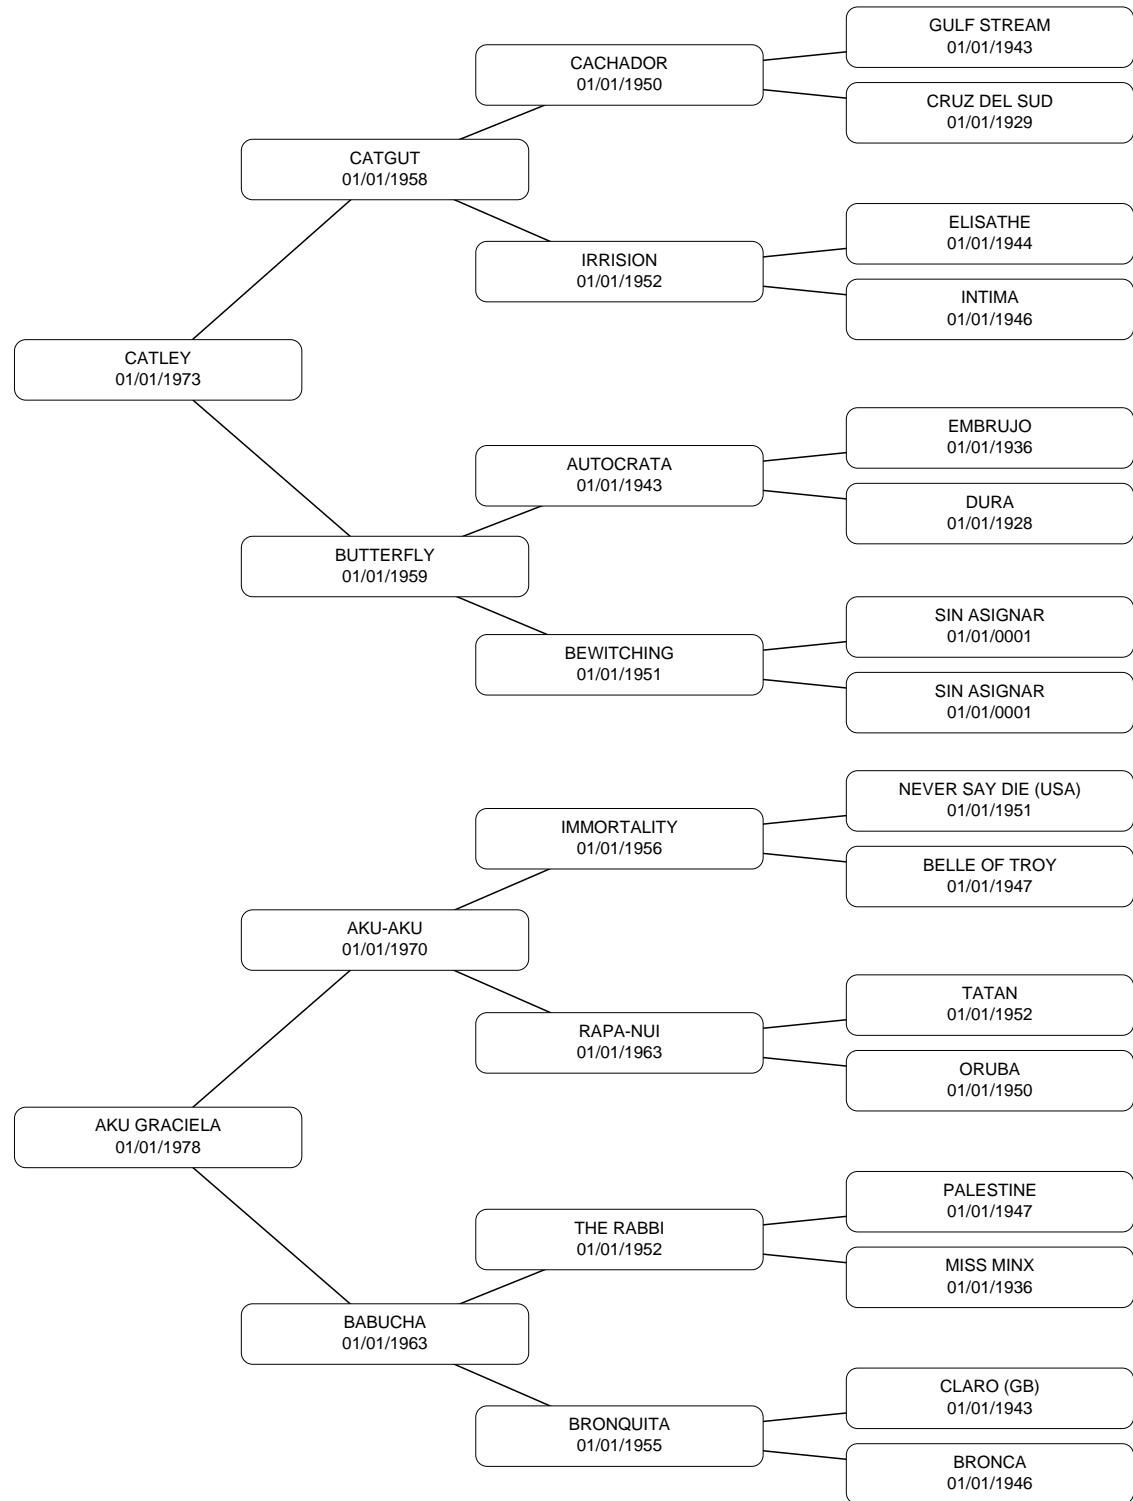 GULF STREAM
01/01/1943
CACHADOR
01/01/1950
CRUZ DEL SUD
01/01/1929
CATGUT
01/01/1958
ELISATHE
01/01/1944
IRRISION
01/01/1952
INTIMA
01/01/1946
CATLEY
01/01/1973
EMBRUJO
01/01/1936
AUTOCRATA
01/01/1943
DURA
01/01/1928
BUTTERFLY
01/01/1959
SIN ASIGNAR
01/01/0001
BEWITCHING
01/01/1951
SIN ASIGNAR
01/01/0001
NEVER SAY DIE (USA)
01/01/1951
IMMORTALITY
01/01/1956
BELLE OF TROY
01/01/1947
AKU-AKU
01/01/1970
TATAN
01/01/1952
RAPA-NUI
01/01/1963
ORUBA
01/01/1950
AKU GRACIELA
01/01/1978
PALESTINE
01/01/1947
THE RABBI
01/01/1952
MISS MINX
01/01/1936
BABUCHA
01/01/1963
CLARO (GB)
01/01/1943
BRONQUITA
01/01/1955
BRONCA
01/01/1946